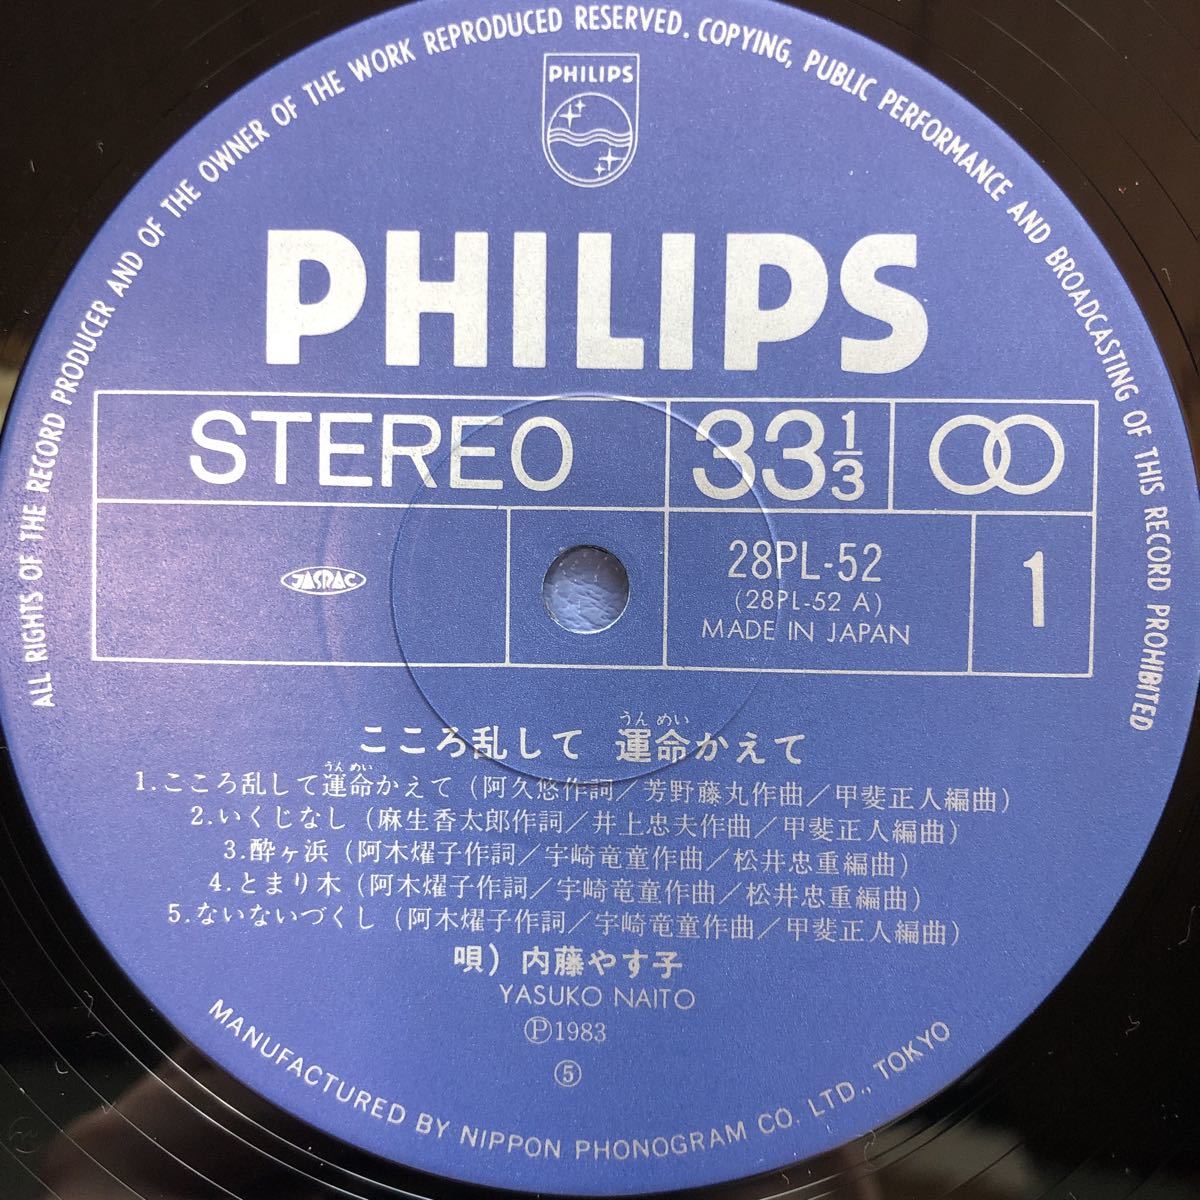 ALL RIGHTS OF THE RECORD PRODUCER AND OF THE OWNER OF THE WORK REPRODUCED RESERVED. COPYING, PUBLIC PERFORMANCE AND BROADCASTING OF THIS RECORD PROHIBITED
PHILIPS
PHILIPS
STEREO
33 1/3
JASRAC
28PL-52
(28PL-52 A)
MADE IN JAPAN
1
うん めい
こころ乱して 運命かえて
うん めい
1.こころ乱して運命かえて (阿久悠作詞/芳野藤丸作曲/甲斐正人編曲)
2.いくじなし (麻生香太郎作詞/井上忠夫作曲/甲斐正人編曲)
3.酔ヶ浜 (阿木燿子作詞/宇崎竜童作曲/松井忠重編曲)
4.とまり木 (阿木燿子作詞/宇崎竜童作曲/松井忠重編曲)
5.ないないづくし (阿木燿子作詞/宇崎竜童作曲/甲斐正人編曲)
唄) 内藤やす子
YASUKO NAITO
Ⓟ1983
⑤
MANUFACTURED BY NIPPON PHONOGRAM CO. LTD., TOKYO